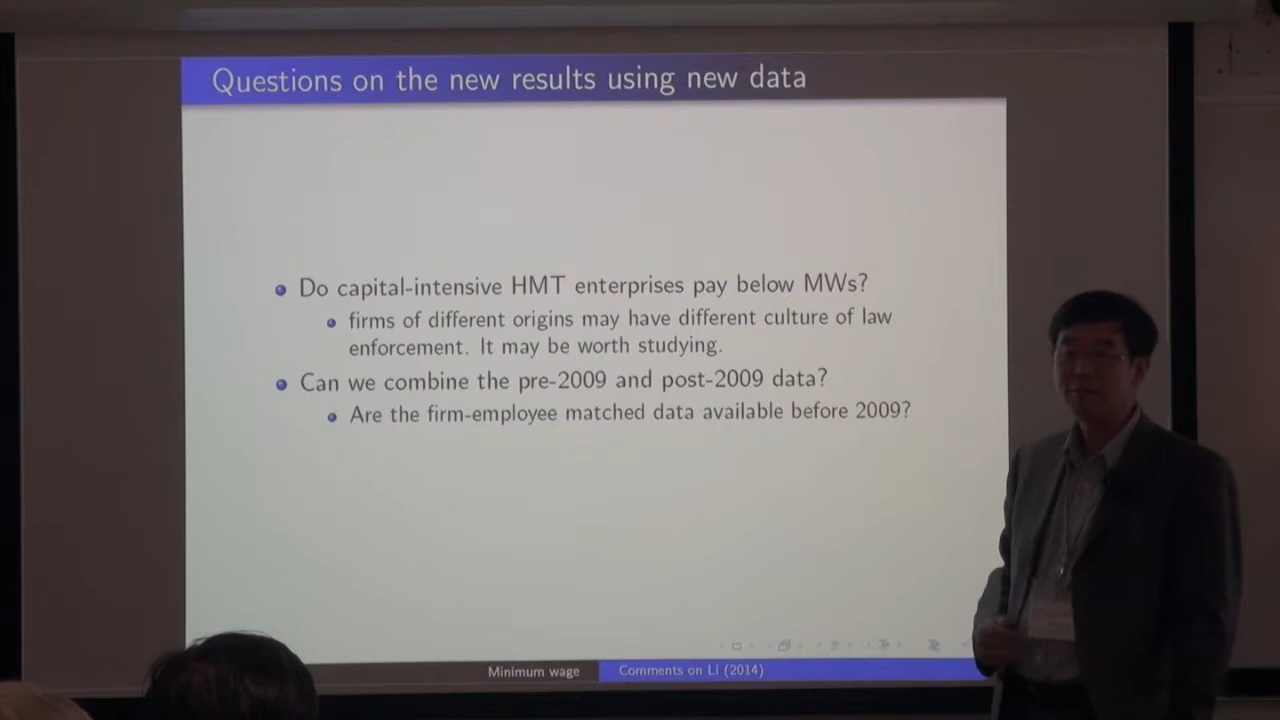 Questions on the new results using new data
Do capital-intensive HMT enterprises pay below MWs?
firms of different origins may have different culture of law
enforcement. It may be worth studying.
Can we combine the pre-2009 and post-2009 data?
Are the firm-employee matched data available before 2009?
Minimum wage
Comments on Li (2014)